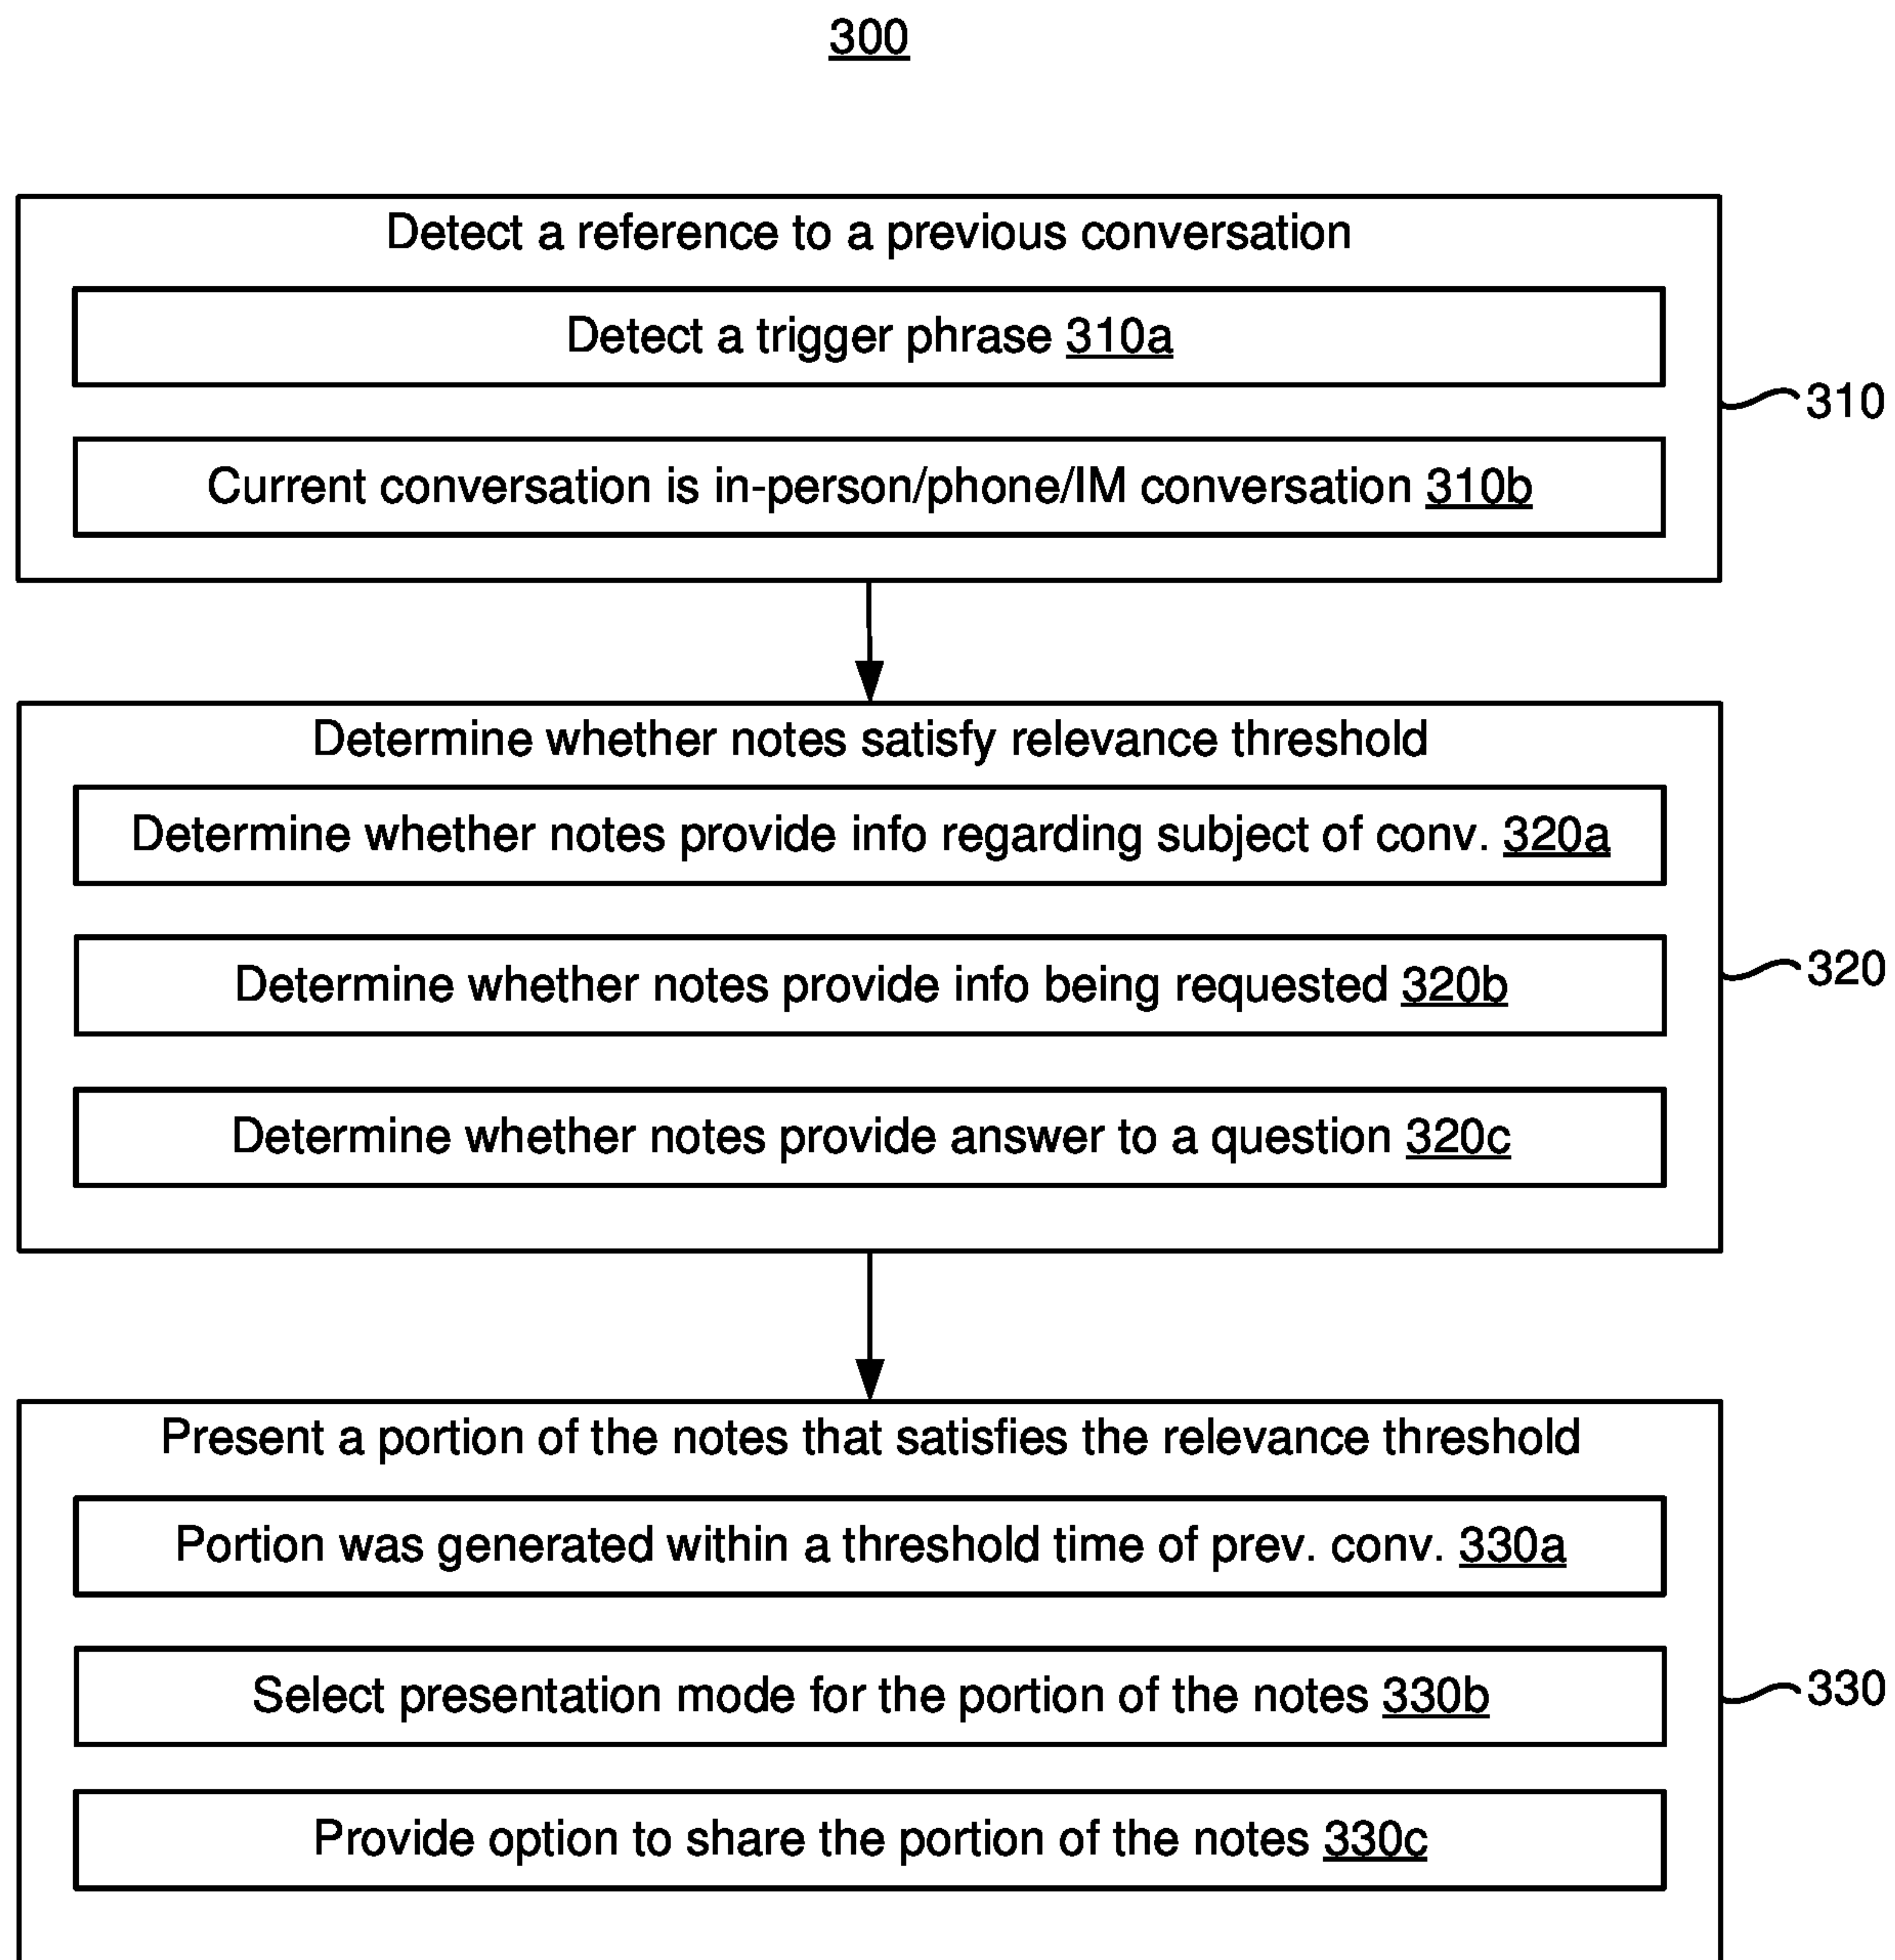 300
Detect a reference to a previous conversation
Detect a trigger phrase 310a
Current conversation is in-person/phone/IM conversation 310b
310
Determine whether notes satisfy relevance threshold
Determine whether notes provide info regarding subject of conv. 320a
Determine whether notes provide info being requested 320b
320
Determine whether notes provide answer to a question 320c
Present a portion of the notes that satisfies the relevance threshold
Portion was generated within a threshold time of prev. conv. 330a
Select presentation mode for the portion of the notes 330b
330
Provide option to share the portion of the notes 330c